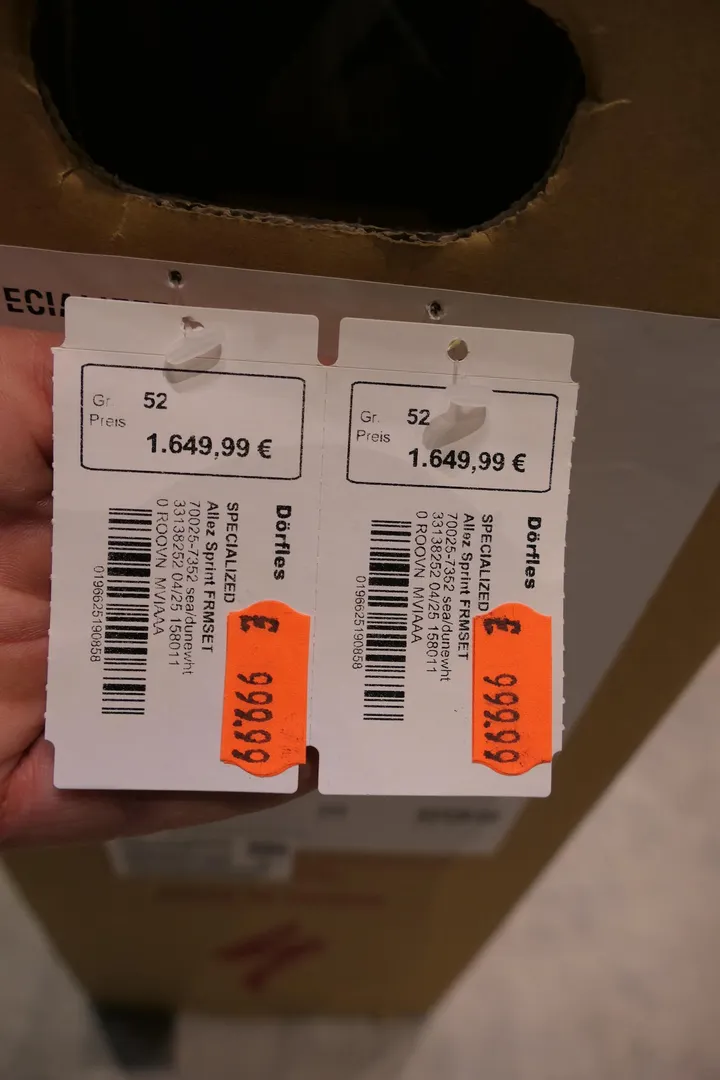 Gr. 52
Preis
1.649,99 €
Dörfles
SPECIALIZED
Allez Sprint FRMSET
70025-7352 sea/dunewht
33138252 04/25 158011
0 ROOVN MVIAAA
0196625190858
999.99
Gr. 52
Preis
1.649,99 €
Dörfles
SPECIALIZED
Allez Sprint FRMSET
70025-7352 sea/dunewht
33138252 04/25 158011
0 ROOVN MVIAAA
0196625190858
999.99